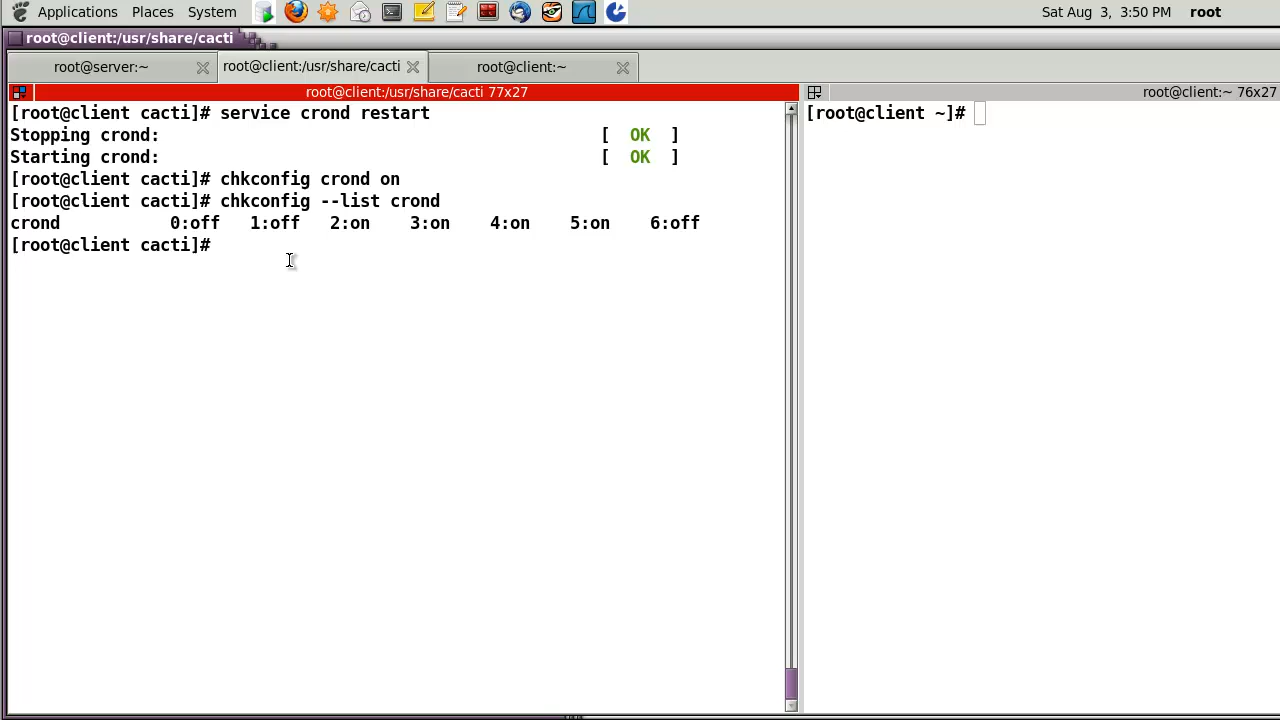 Applications Places System Sat Aug 3, 3:50 PM root
root@client:/usr/share/cacti
root@server:~ root@client:/usr/share/cacti root@client:~
root@client:/usr/share/cacti 77x27
root@client:~ 76x27
[root@client cacti]# service crond restart
Stopping crond: [ OK ]
Starting crond: [ OK ]
[root@client cacti]# chkconfig crond on
[root@client cacti]# chkconfig --list crond
crond 0:off 1:off 2:on 3:on 4:on 5:on 6:off
[root@client cacti]#
[root@client ~]#